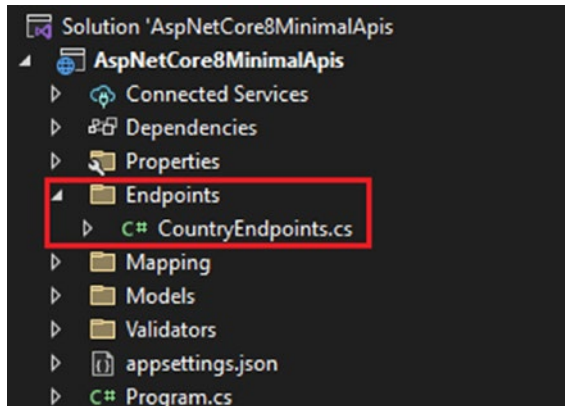 Solution 'AspNetCore8MinimalApis
AspNetCore8MinimalApis
Connected Services
Dependencies
Properties
Endpoints
C# CountryEndpoints.cs
Mapping
Models
Validators
appsettings.json
C# Program.cs